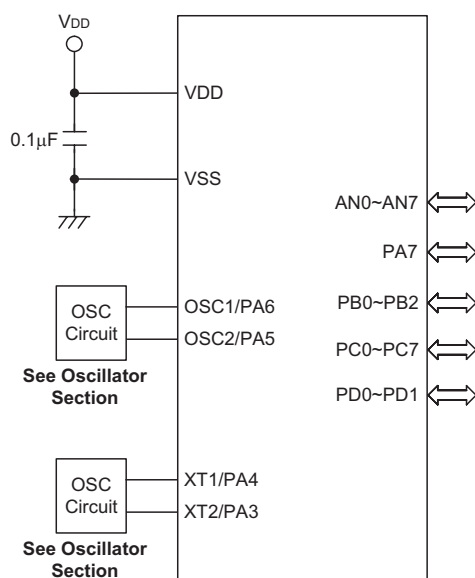 VDD
VDD
0.1μF
VSS
AN0~AN7
PA7
OSC
Circuit
OSC1/PA6
OSC2/PA5
See Oscillator
Section
PB0~PB2
PC0~PC7
PD0~PD1
OSC
Circuit
XT1/PA4
XT2/PA3
See Oscillator
Section